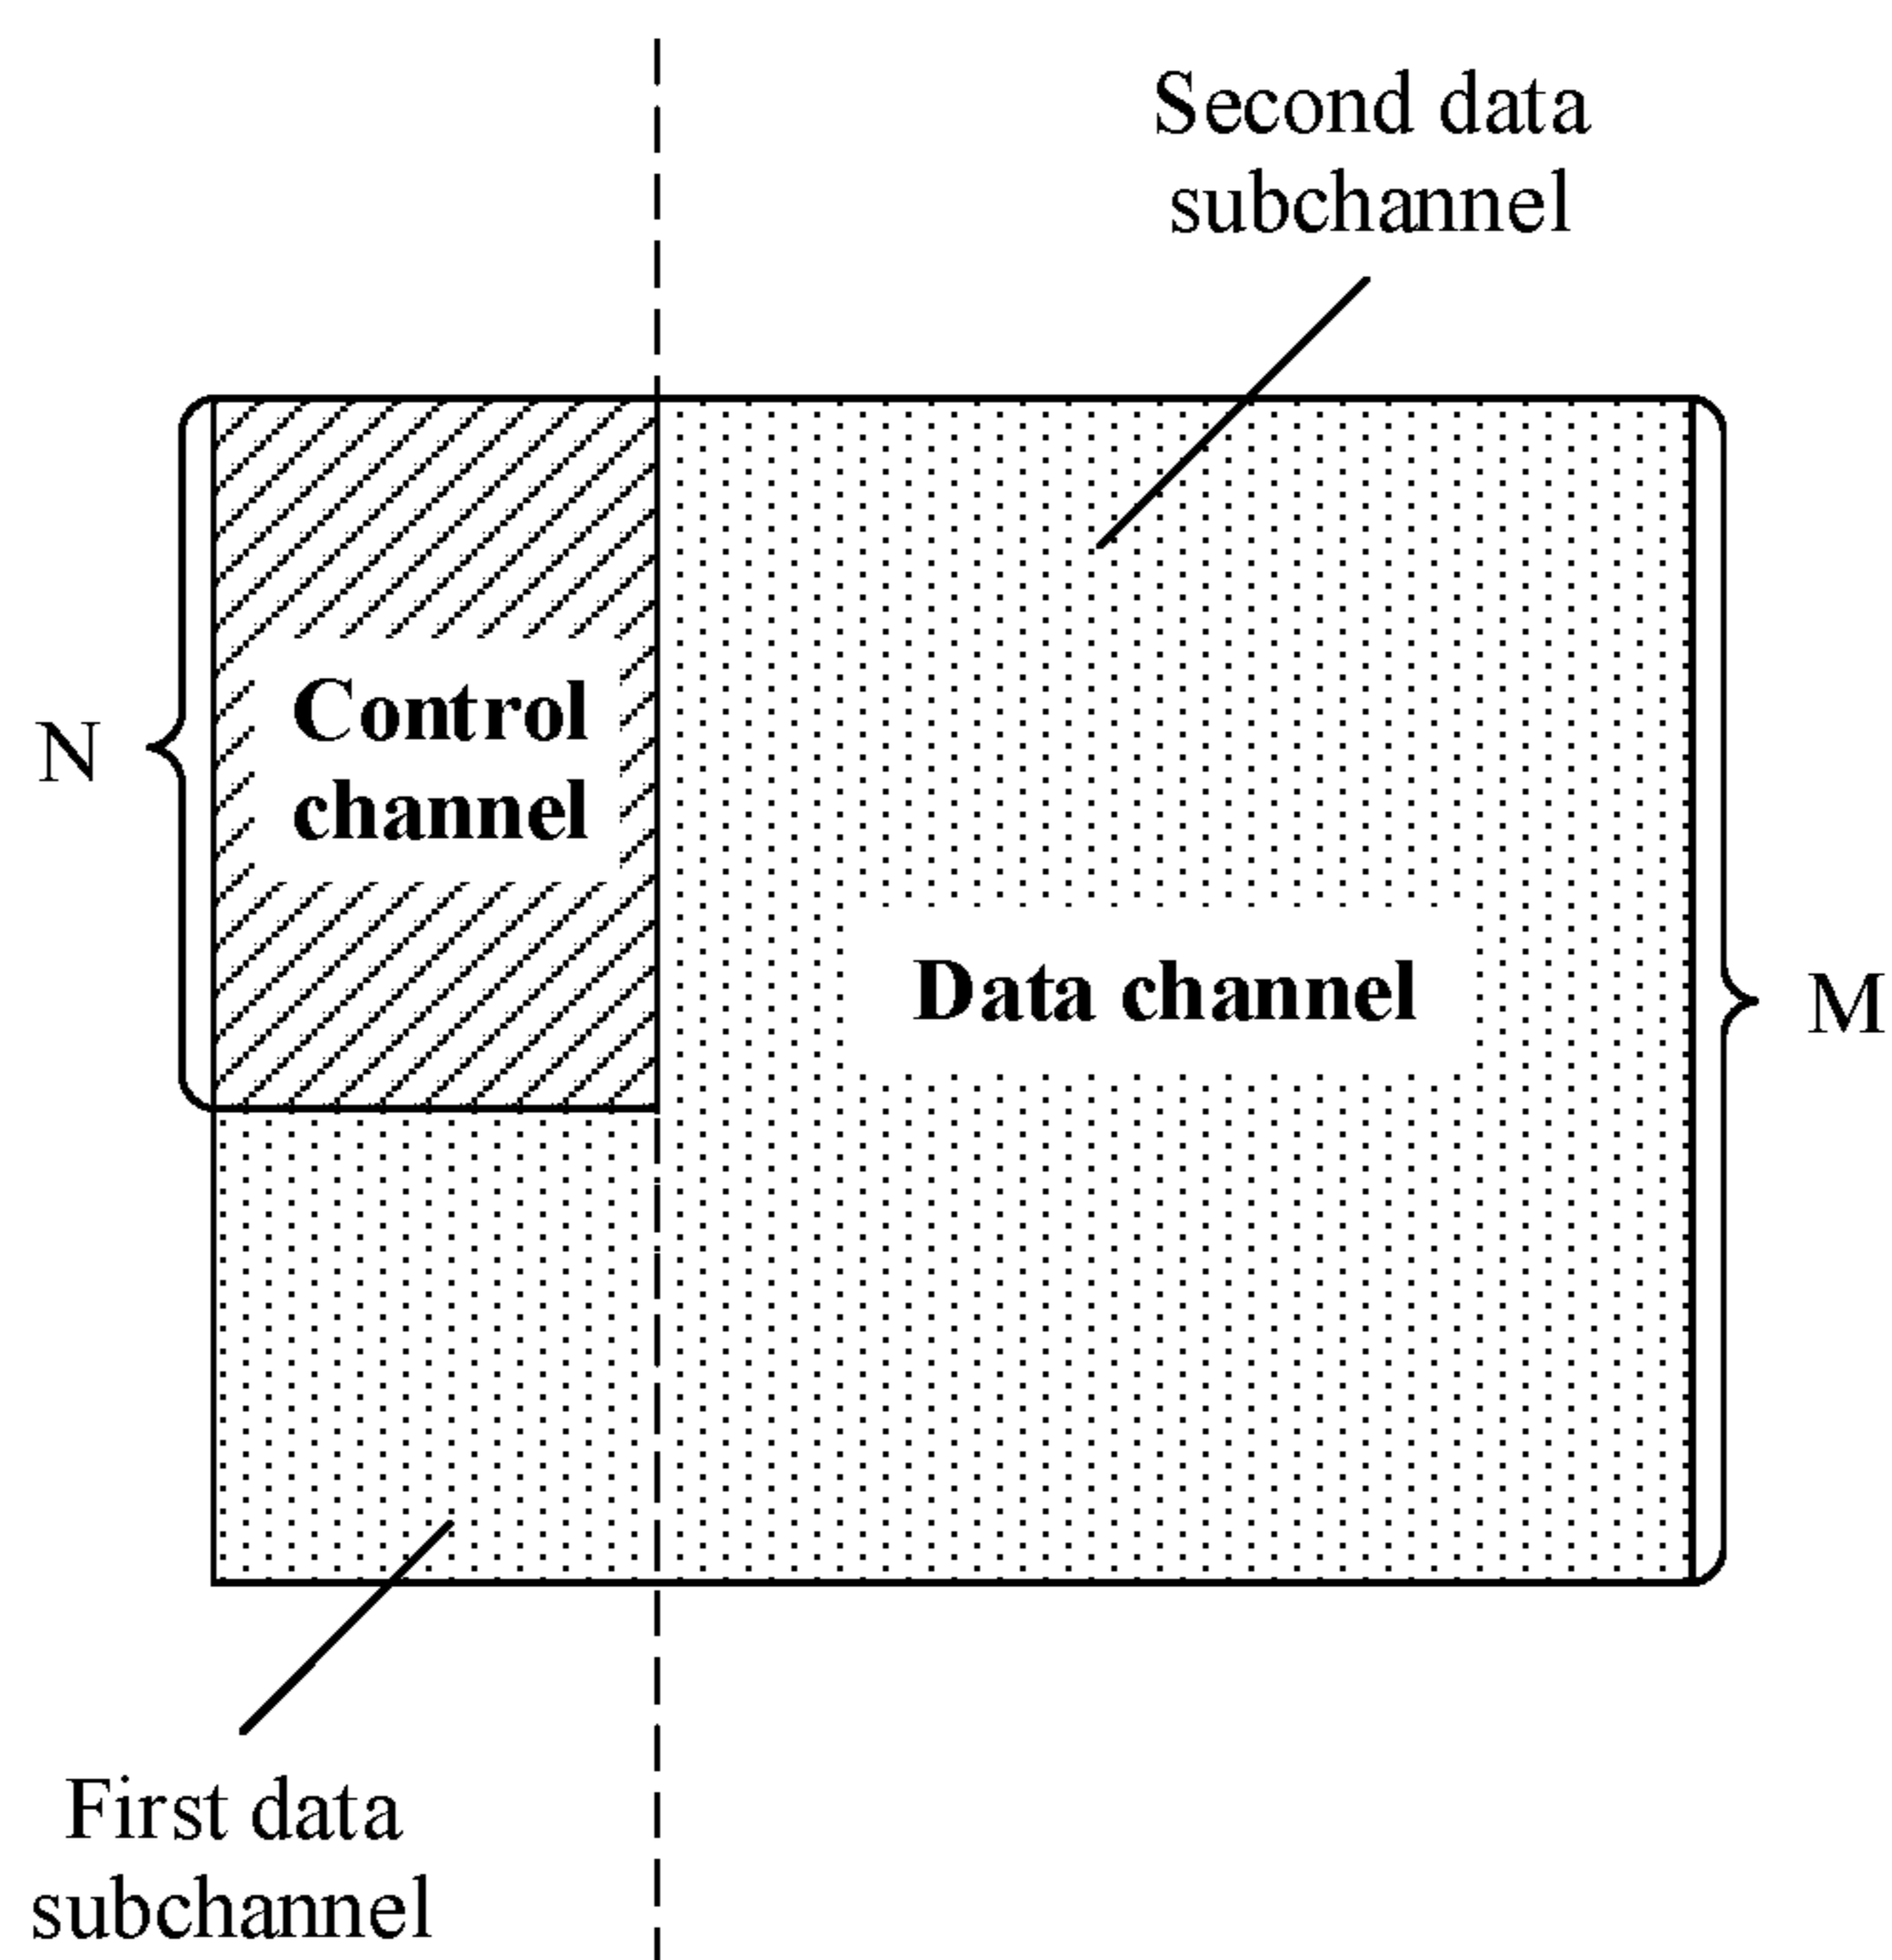 Second data
subchannel
Control
channel
N
Data channel
M
First data
subchannel